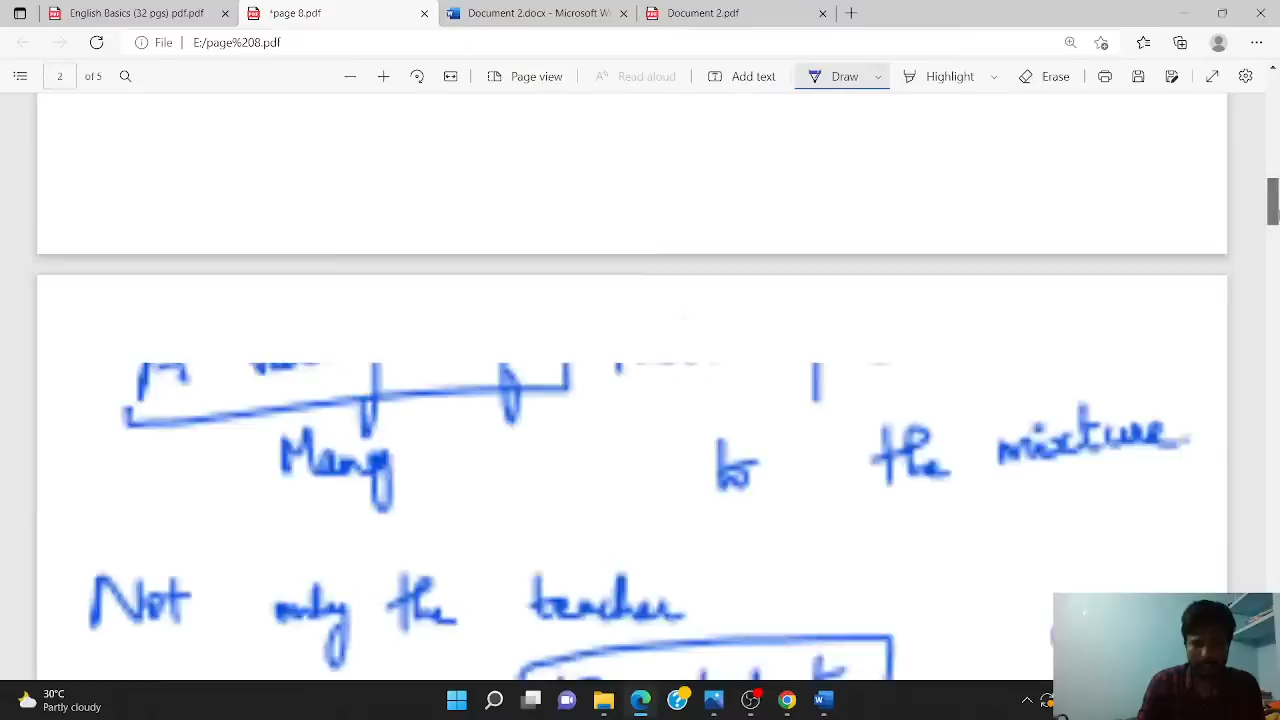 English Basics (32 pgs) pdf.pdf
*page 8.pdf
Document 2.docx - Microsoft W
Document 2.pdf
File
E:/page%208.pdf
2
of 5
Page view
Read aloud
Add text
Draw
Highlight
Erase
Many
to the mixture
Not only the teacher
30°C
Partly cloudy